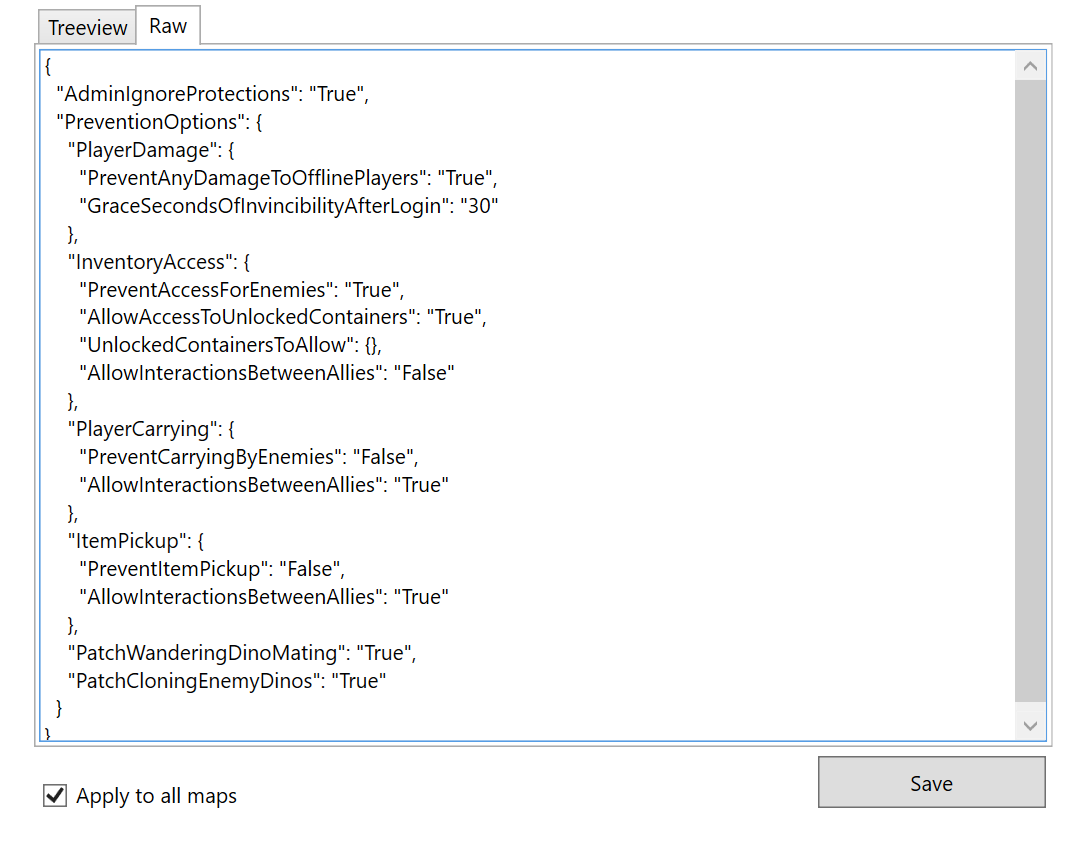 Treeview
Raw
{
"AdminIgnoreProtections": "True",
"PreventionOptions": {
"PlayerDamage": {
"PreventAnyDamageToOfflinePlayers": "True",
"GraceSecondsOfInvincibilityAfterLogin": "30"
},
"InventoryAccess": {
"PreventAccessForEnemies": "True",
"AllowAccessToUnlockedContainers": "True",
"UnlockedContainersToAllow": {},
"AllowInteractionsBetweenAllies": "False"
},
"PlayerCarrying": {
"PreventCarryingByEnemies": "False",
"AllowInteractionsBetweenAllies": "True"
},
"ItemPickup": {
"PreventItemPickup": "False",
"AllowInteractionsBetweenAllies": "True"
},
"PatchWanderingDinoMating": "True",
"PatchCloningEnemyDinos": "True"
}
}
Apply to all maps
Save